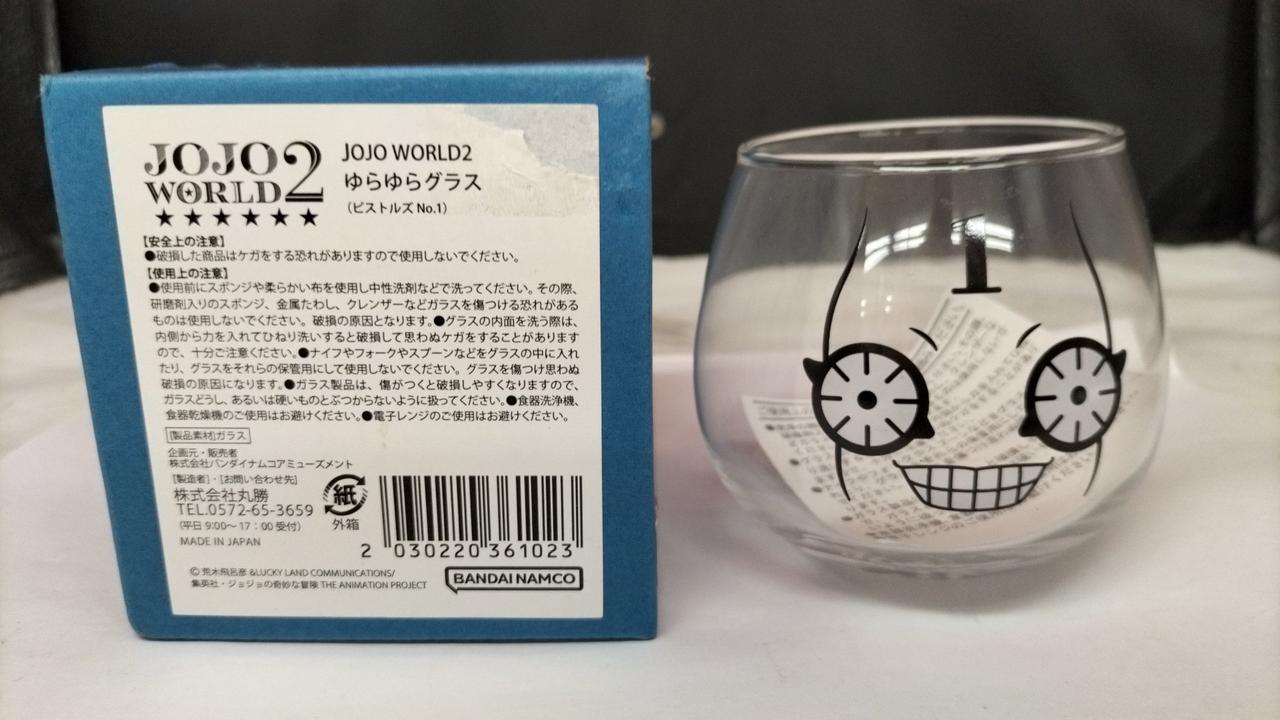 JOJO WORLD 2
★★★★★★
JOJO WORLD2
ゆらゆらグラス
（ピストルズ No.1）
【安全上の注意】
●破損した商品はケガをする恐れがありますので使用しないでください。
【使用上の注意】
●使用前にスポンジや柔らかい布を使用し中性洗剤などで洗ってください。その際、
研磨剤入りのスポンジ、金属たわし、クレンザーなどガラスを傷つける恐れがある
ものは使用しないでください。破損の原因となります。●グラスの内面を洗う際は、
内側から力を入れてひねり洗いすると破損して思わぬケガをすることがあります
ので、十分ご注意ください。●ナイフやフォークやスプーンなどをグラスの中に入れ
たり、グラスをそれらの保管用にして使用しないでください。グラスを傷つけ思わぬ
破損の原因になります。●ガラス製品は、傷がつくと破損しやすくなりますので、
ガラスどうし、あるいは硬いものとぶつからないように扱ってください。●食器洗浄機、
食器乾燥機のご使用はお避けください。●電子レンジのご使用はお避けください。
[製品素材]ガラス
企画元・販売者
株式会社バンダイナムコアミューズメント
[製造者]・[お問い合わせ先]
株式会社丸勝
TEL.0572-65-3659
（平日 9:00〜17：00 受付）
MADE IN JAPAN
紙
外箱
2 030220 361023
© 荒木飛呂彦 &LUCKY LAND COMMUNICATIONS/
集英社・ジョジョの奇妙な冒険 THE ANIMATION PROJECT
BANDAI NAMCO
1